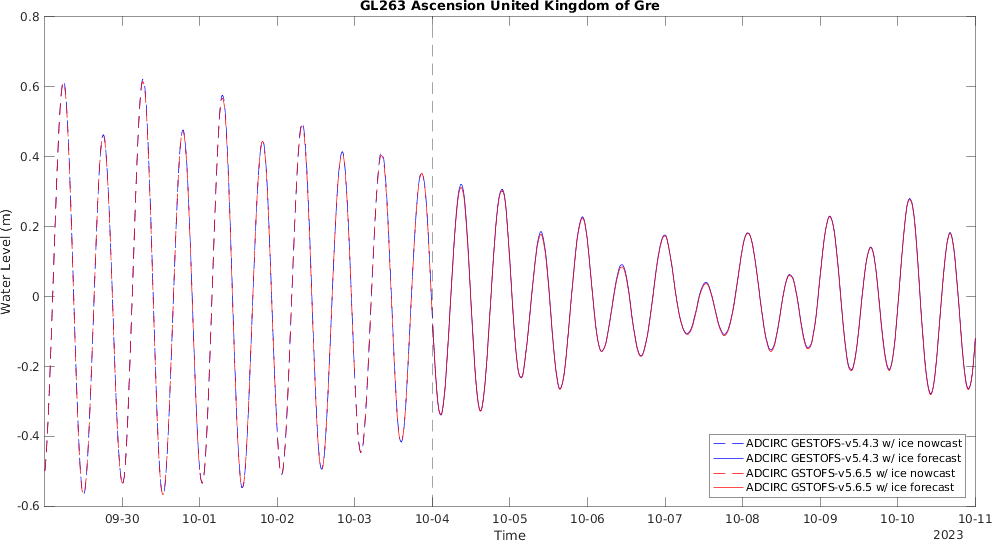 GL263 Ascension United Kingdom of Gre
Water Level (m)
0.8
0.6
0.4
0.2
0
-0.2
-0.4
-0.6
ADCIRC GESTOFS-v5.4.3 w/ ice nowcast
ADCIRC GESTOFS-v5.4.3 w/ ice forecast
ADCIRC GSTOFS-v5.6.5 w/ ice nowcast
ADCIRC GSTOFS-v5.6.5 w/ ice forecast
09-30 10-01 10-02 10-03 10-04 10-05 10-06 10-07 10-08 10-09 10-10 10-11
Time
2023